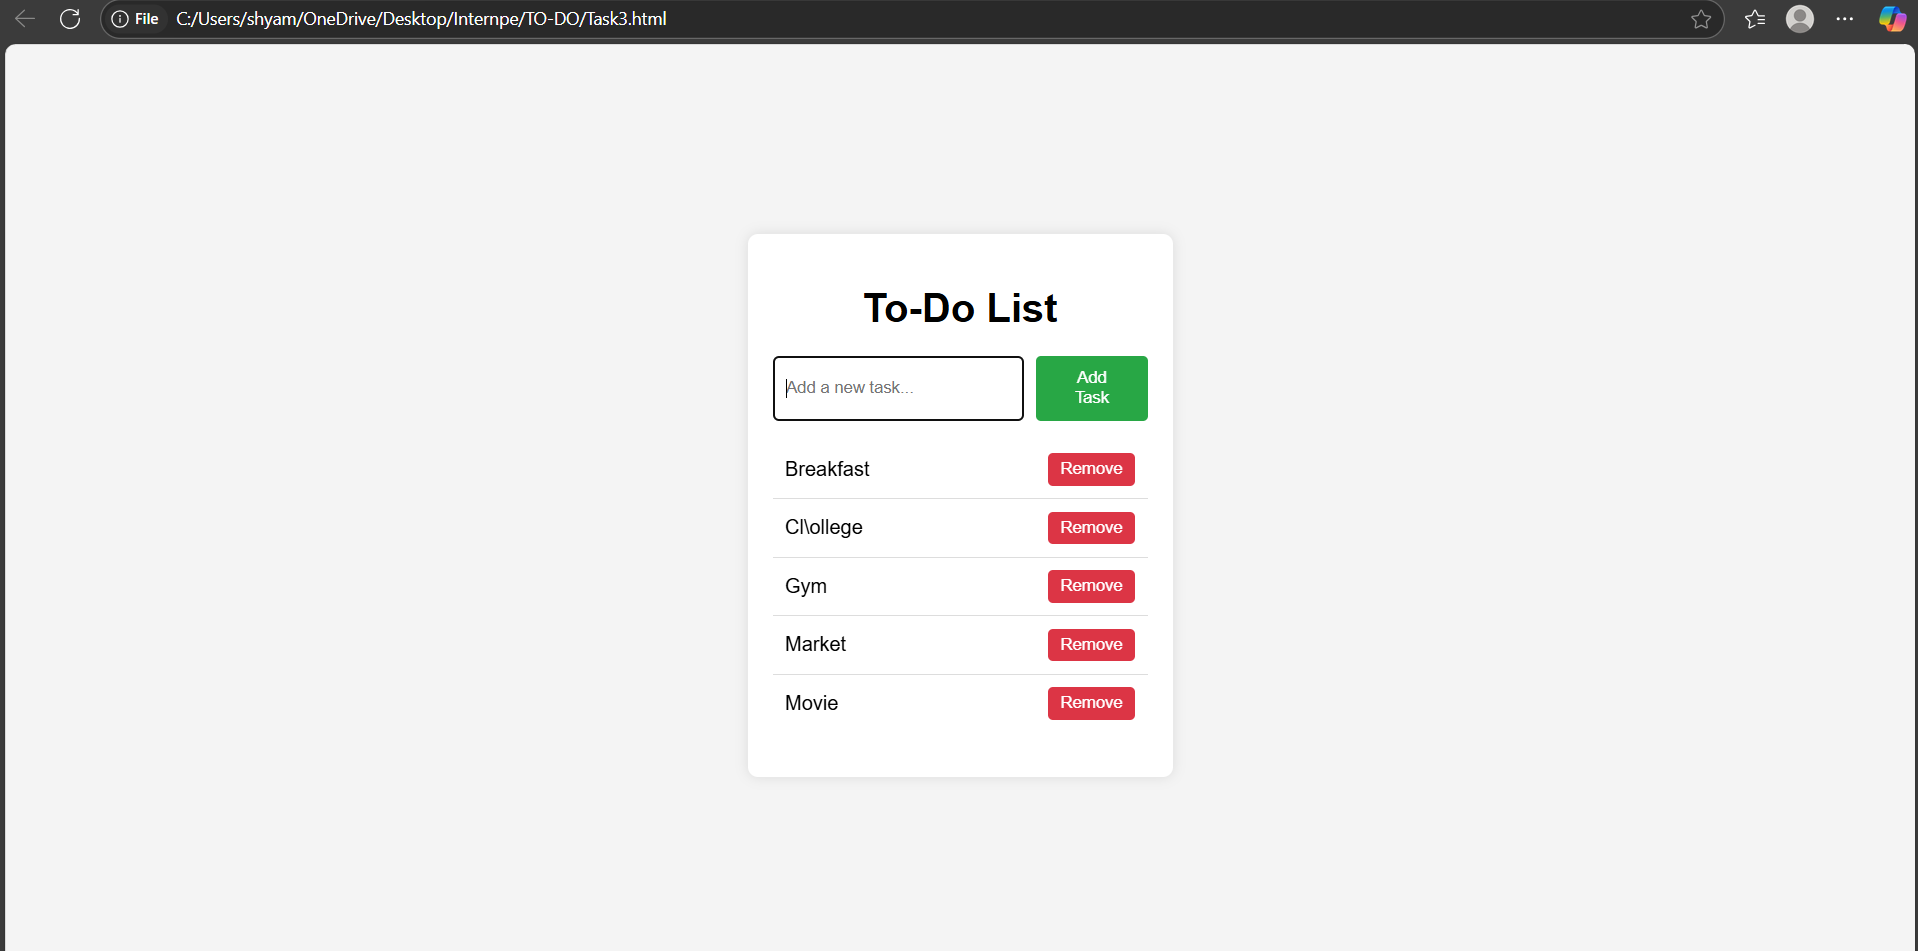 File C:/Users/shyam/OneDrive/Desktop/Internpe/TO-DO/Task3.html
To-Do List
Add a new task...
Add
Task
Breakfast Remove
Cl\ollege Remove
Gym Remove
Market Remove
Movie Remove